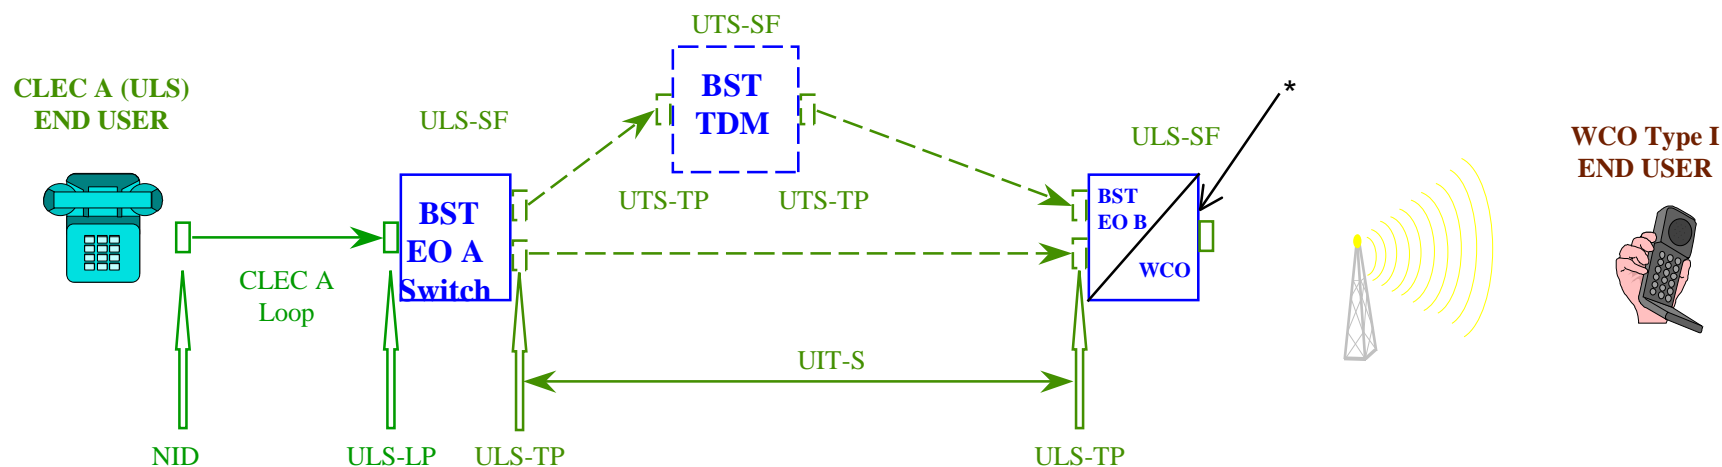 UTS-SF
CLEC A (ULS)
END USER
BST
TDM
*
ULS-SF
ULS-SF
WCO Type I
END USER
UTS-TP
UTS-TP
BST
EO A
Switch
BST
EO B
WCO
CLEC A
Loop
UIT-S
NID
ULS-LP
ULS-TP
ULS-TP